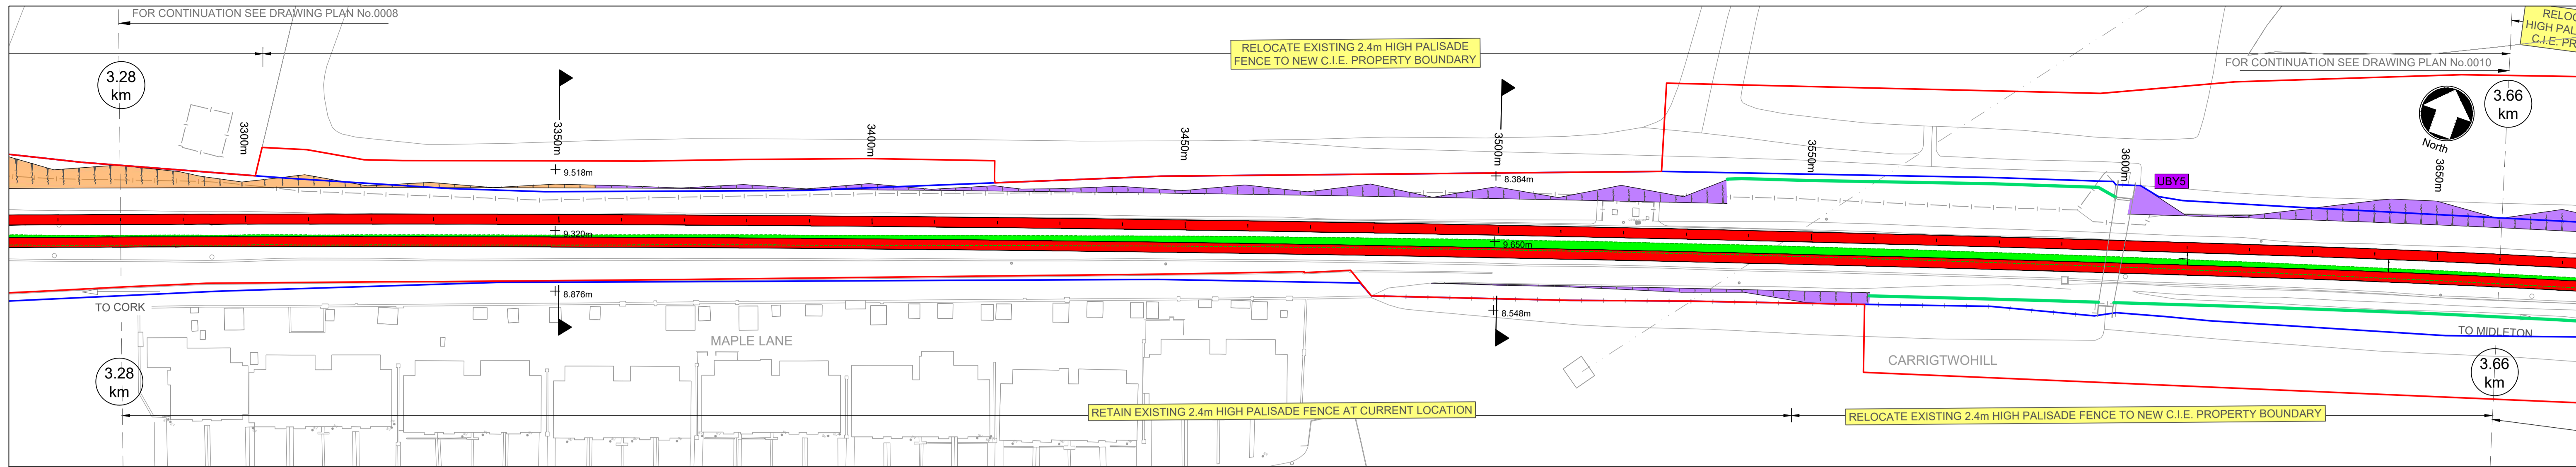 FOR CONTINUATION SEE DRAWING PLAN No.0008
RELOCATE EXISTING 2.4m HIGH PALISADE
FENCE TO NEW C.I.E. PROPERTY BOUNDARY
FOR CONTINUATION SEE DRAWING PLAN No.0010
3.28
km
3.66
km
North
3300m
3350m
3400m
3450m
3500m
3550m
3600m
3650m
9.518m
8.384m
UBY5
9.320m
9.650m
8.876m
8.548m
TO CORK
TO MIDLETON
MAPLE LANE
CARRIGTWOHILL
3.28
km
3.66
km
RETAIN EXISTING 2.4m HIGH PALISADE FENCE AT CURRENT LOCATION
RELOCATE EXISTING 2.4m HIGH PALISADE FENCE TO NEW C.I.E. PROPERTY BOUNDARY